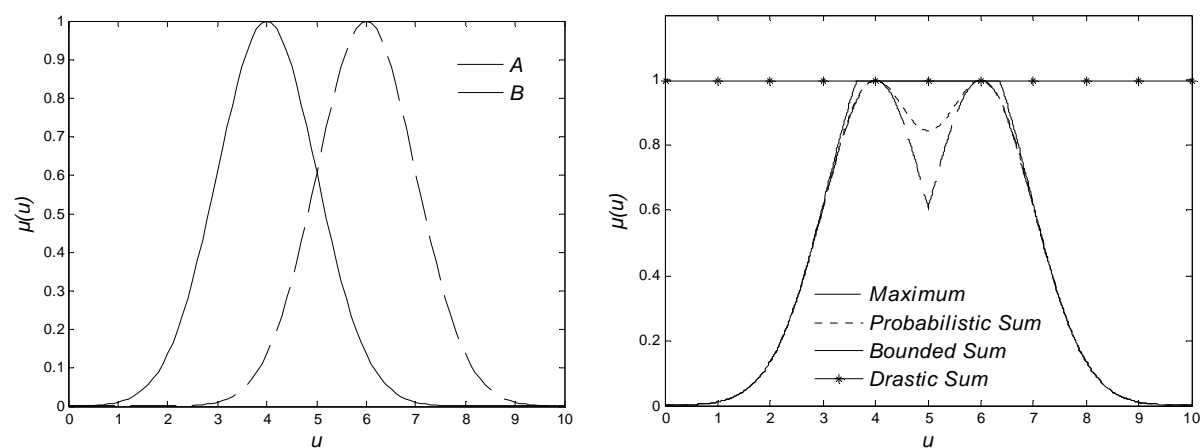 1
0.9
0.8
0.7
0.6
0.5
0.4
0.3
0.2
0.1
0
μ(u)
A
B
0 1 2 3 4 5 6 7 8 9 10
u
1
0.8
0.6
0.4
0.2
0
μ(u)
Maximum
Probabilistic Sum
Bounded Sum
Drastic Sum
0 1 2 3 4 5 6 7 8 9 10
u